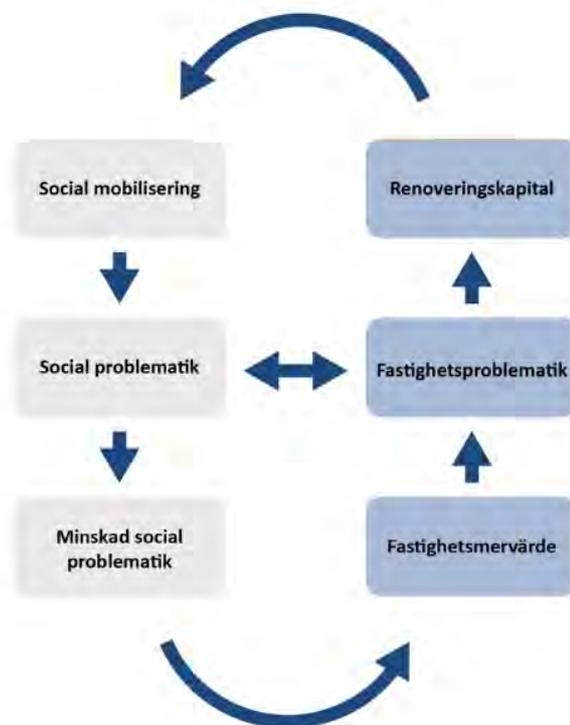 Social mobilisering
Renoveringskapital
Social problematik
Fastighetsproblematik
Minskad social
problematik
Fastighetsmervärde